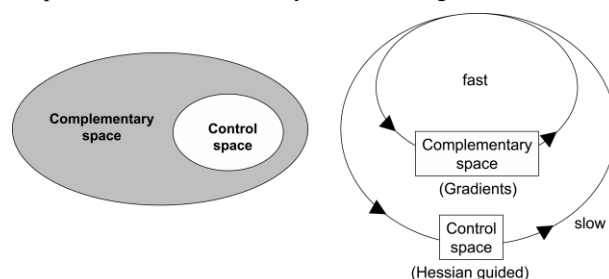 Complementary
space
Control
space
fast
Complementary
space
(Gradients)
slow
Control
space
(Hessian guided)